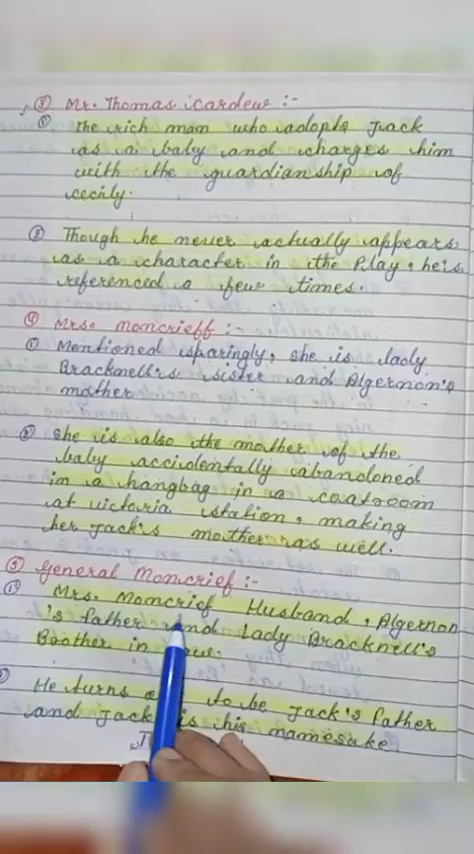 ③ Mr. Thomas Cardew :-
① The rich man who adopts Jack
as a baby and charges him
with the guardianship of
cecily.
② Though he never actually appears
as a character in the Play, he is
referenced a few times.
④ Mrs. moncrieff :-
① Mentioned sparingly, she is lady
Bracknell's sister and Algernon's
mother
② She is also the mother of the
baby accidentally abandoned
in a hangbag in a coatroom
at victoria station, making
her Jack's mother as well.
⑤ General Moncrief :-
① Mrs. Moncrief Husband, Algernon
's father and Lady Bracknell's
Boother in
He turns to be Jack's father
and Jack is his namesake